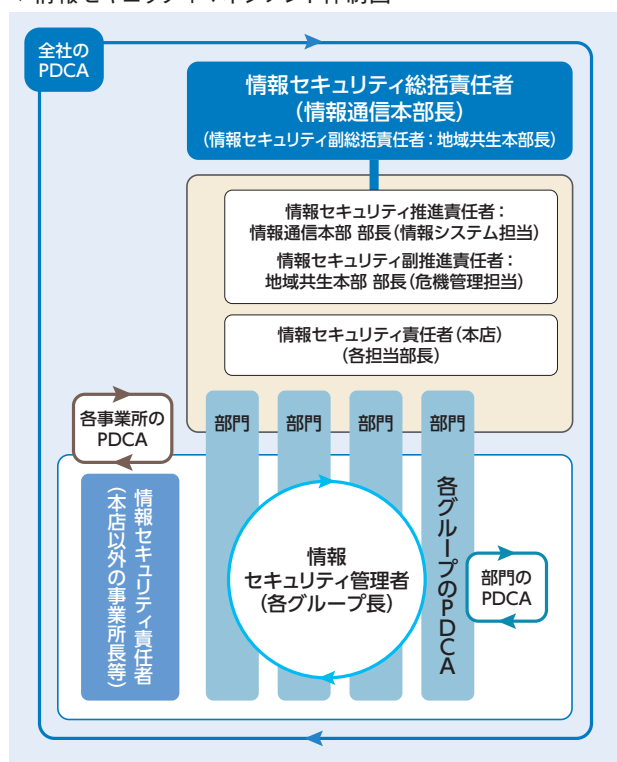 全社の
PDCA
情報セキュリティ総括責任者
(情報通信本部長)
(情報セキュリティ副総括責任者:地域共生本部長)
情報セキュリティ推進責任者:
情報通信本部 部長(情報システム担当)
情報セキュリティ副推進責任者:
地域共生本部 部長(危機管理担当)
情報セキュリティ責任者(本店)
(各担当部長)
各事業所の
PDCA
部門
部門
部門
部門
情報セキュリティ責任者
(本店以外の事業所長等)
情報
セキュリティ管理者
(各グループ長)
各グループのPDCA
部門の
PDCA